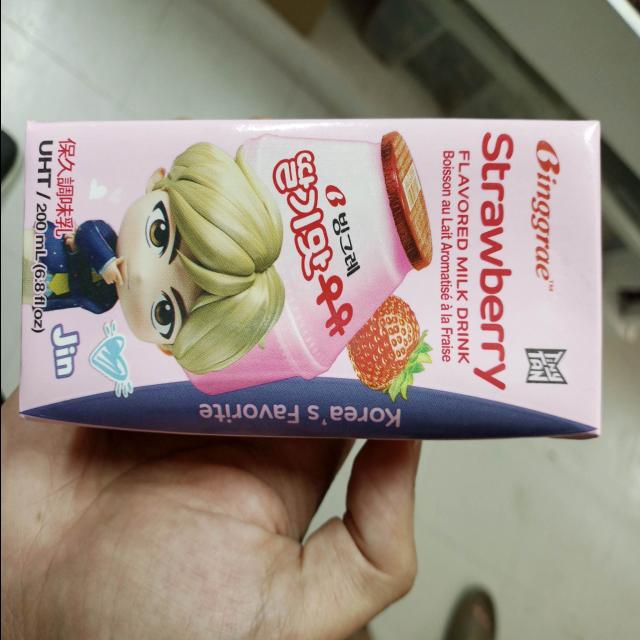 Binggrae™
Strawberry
FLAVORED MILK DRINK
Boisson au Lait Aromatisé à la Fraise
빙그레
딸기맛우유
Jin
保久調味乳
UHT / 200 mL (6.8 fl oz)
Korea's Favorite